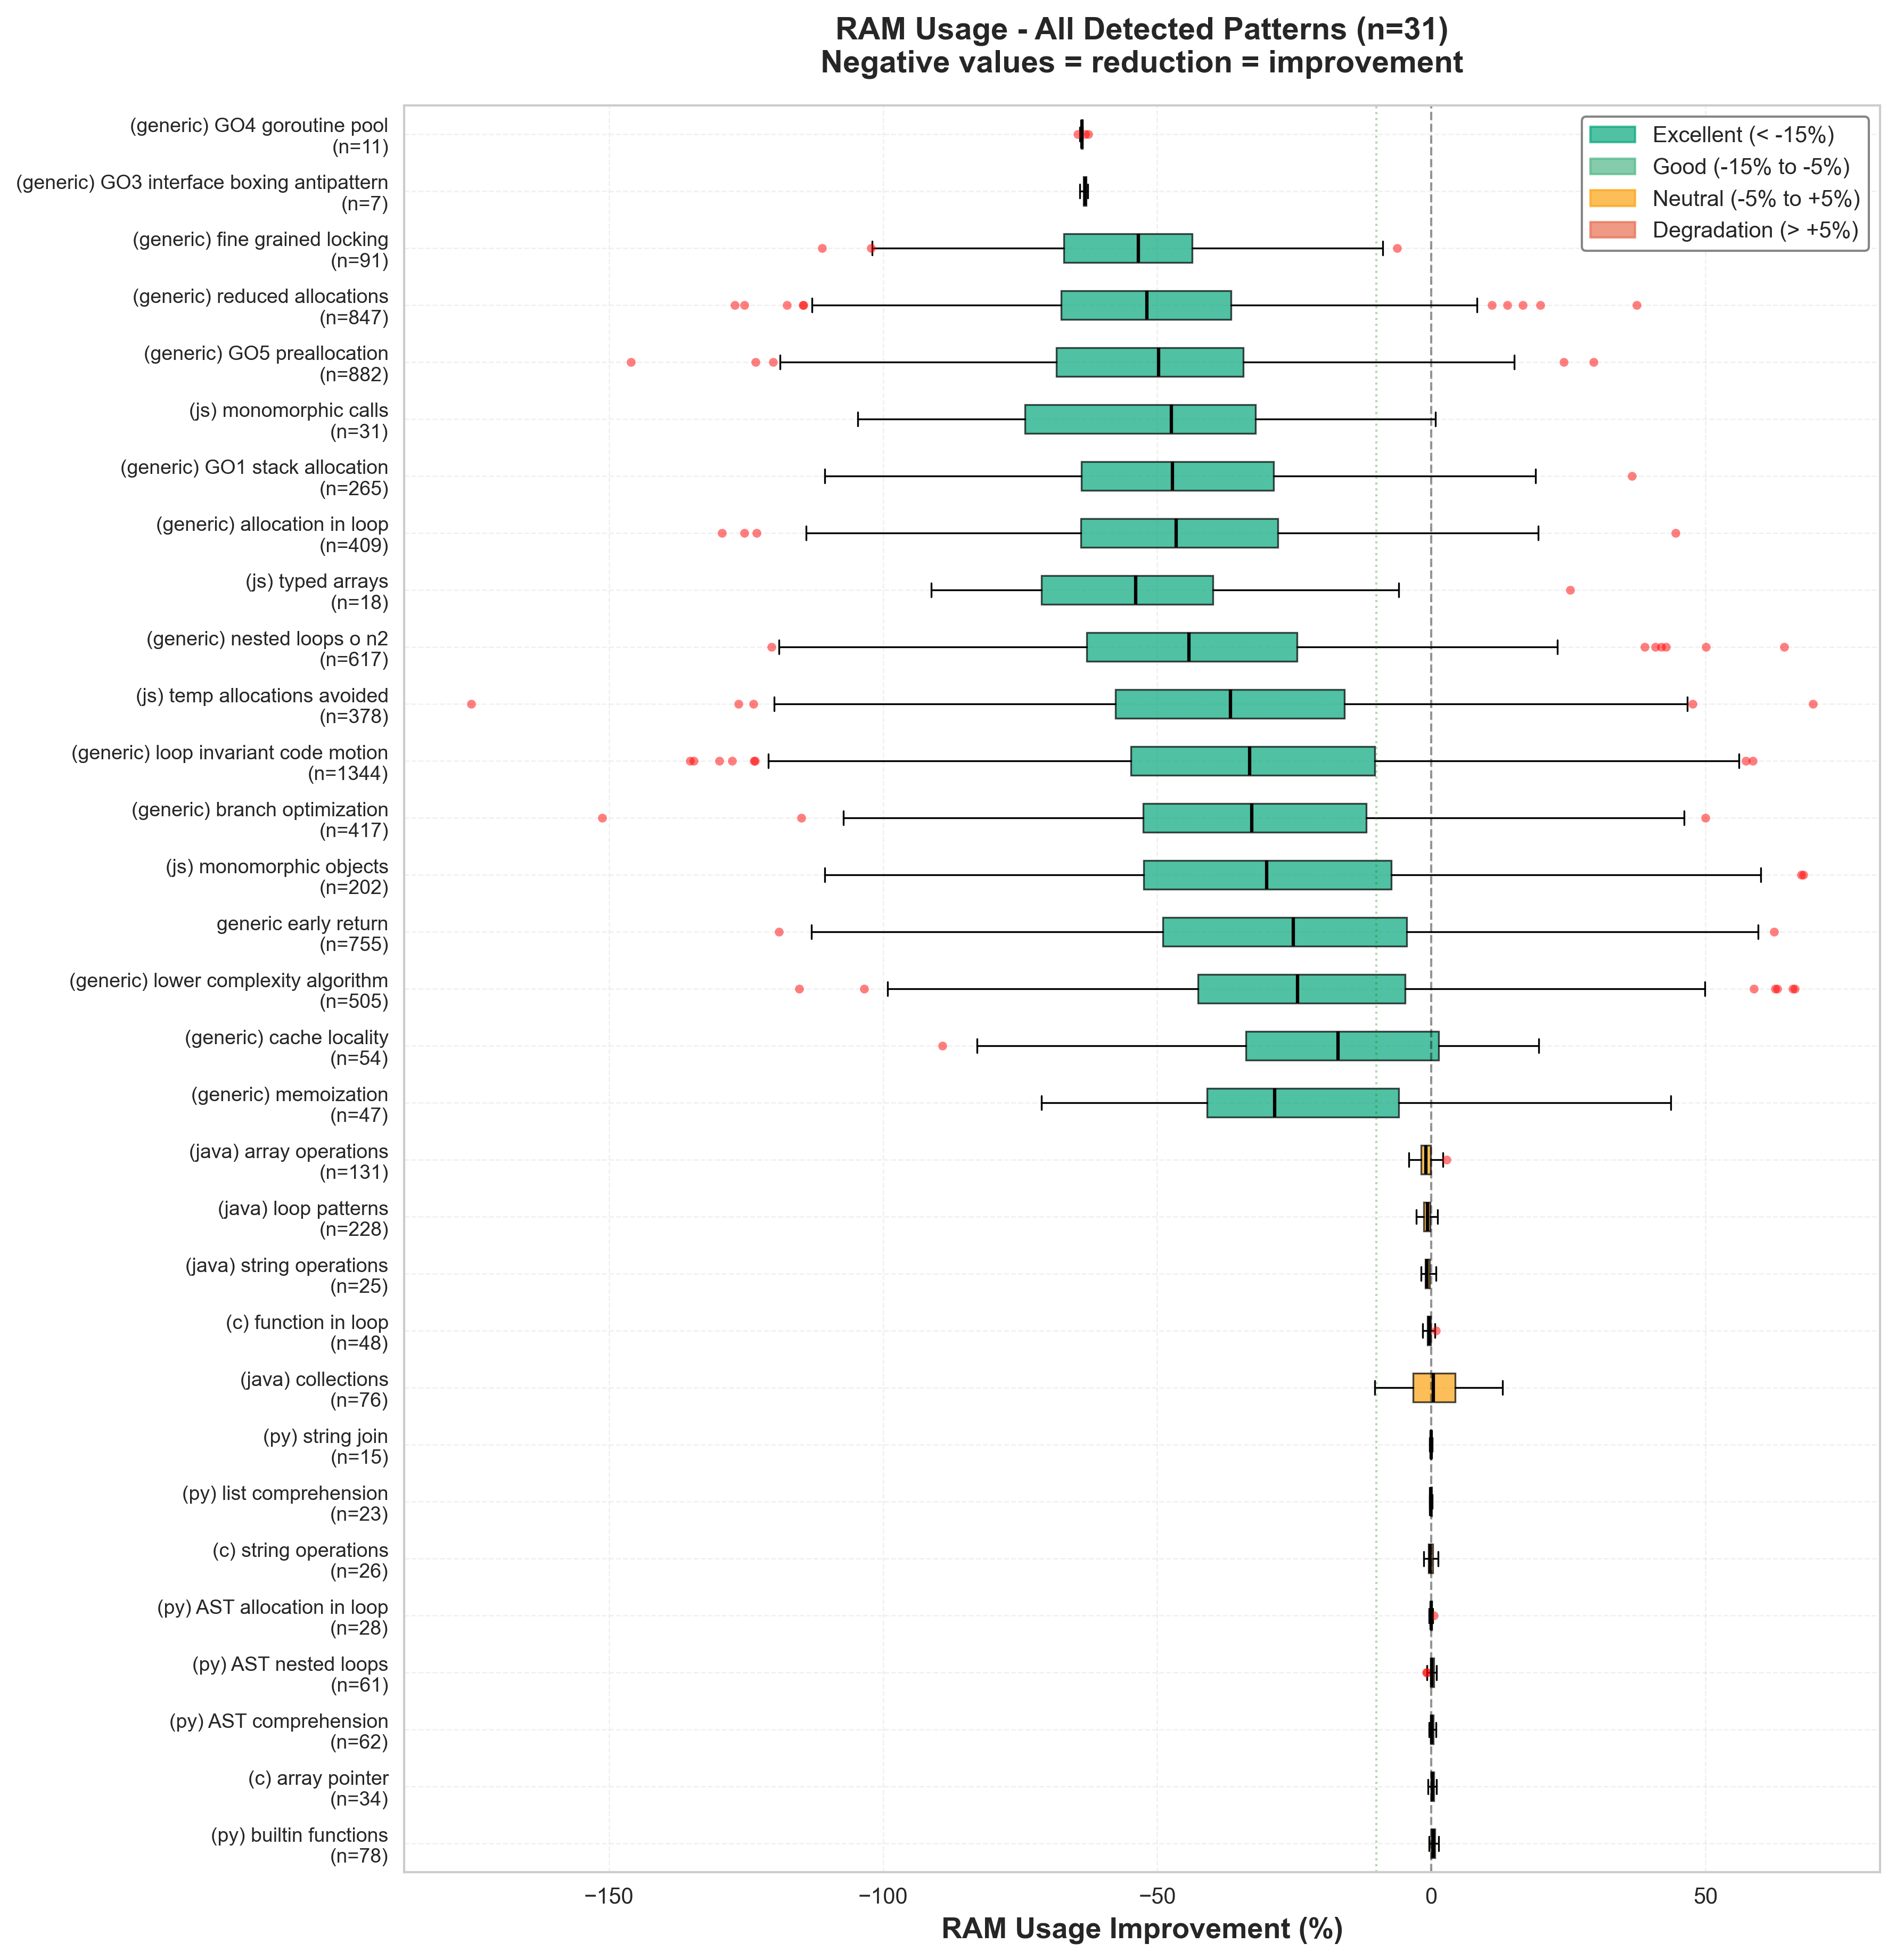 RAM Usage - All Detected Patterns (n=31)
Negative values = reduction = improvement
(generic) GO4 goroutine pool
(n=11)
(generic) GO3 interface boxing antipattern
(n=7)
(generic) fine grained locking
(n=91)
(generic) reduced allocations
(n=847)
(generic) GO5 preallocation
(n=882)
(js) monomorphic calls
(n=31)
(generic) GO1 stack allocation
(n=265)
(generic) allocation in loop
(n=409)
(js) typed arrays
(n=18)
(generic) nested loops o n2
(n=617)
(js) temp allocations avoided
(n=378)
(generic) loop invariant code motion
(n=1344)
(generic) branch optimization
(n=417)
(js) monomorphic objects
(n=202)
generic early return
(n=755)
(generic) lower complexity algorithm
(n=505)
(generic) cache locality
(n=54)
(generic) memoization
(n=47)
(java) array operations
(n=131)
(java) loop patterns
(n=228)
(java) string operations
(n=25)
(c) function in loop
(n=48)
(java) collections
(n=76)
(py) string join
(n=15)
(py) list comprehension
(n=23)
(c) string operations
(n=26)
(py) AST allocation in loop
(n=28)
(py) AST nested loops
(n=61)
(py) AST comprehension
(n=62)
(c) array pointer
(n=34)
(py) builtin functions
(n=78)
Excellent (< -15%)
Good (-15% to -5%)
Neutral (-5% to +5%)
Degradation (> +5%)
−150 −100 −50 0 50
RAM Usage Improvement (%)